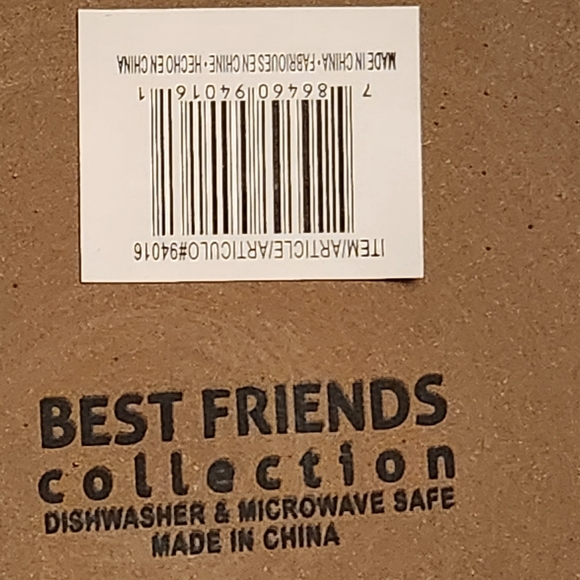 ITEM/ARTICLE/ARTICULO#94016
7 86460 94016 1
MADE IN CHINA • FABRIQUES EN CHINE • HECHO EN CHINA
BEST FRIENDS
collection
DISHWASHER & MICROWAVE SAFE
MADE IN CHINA